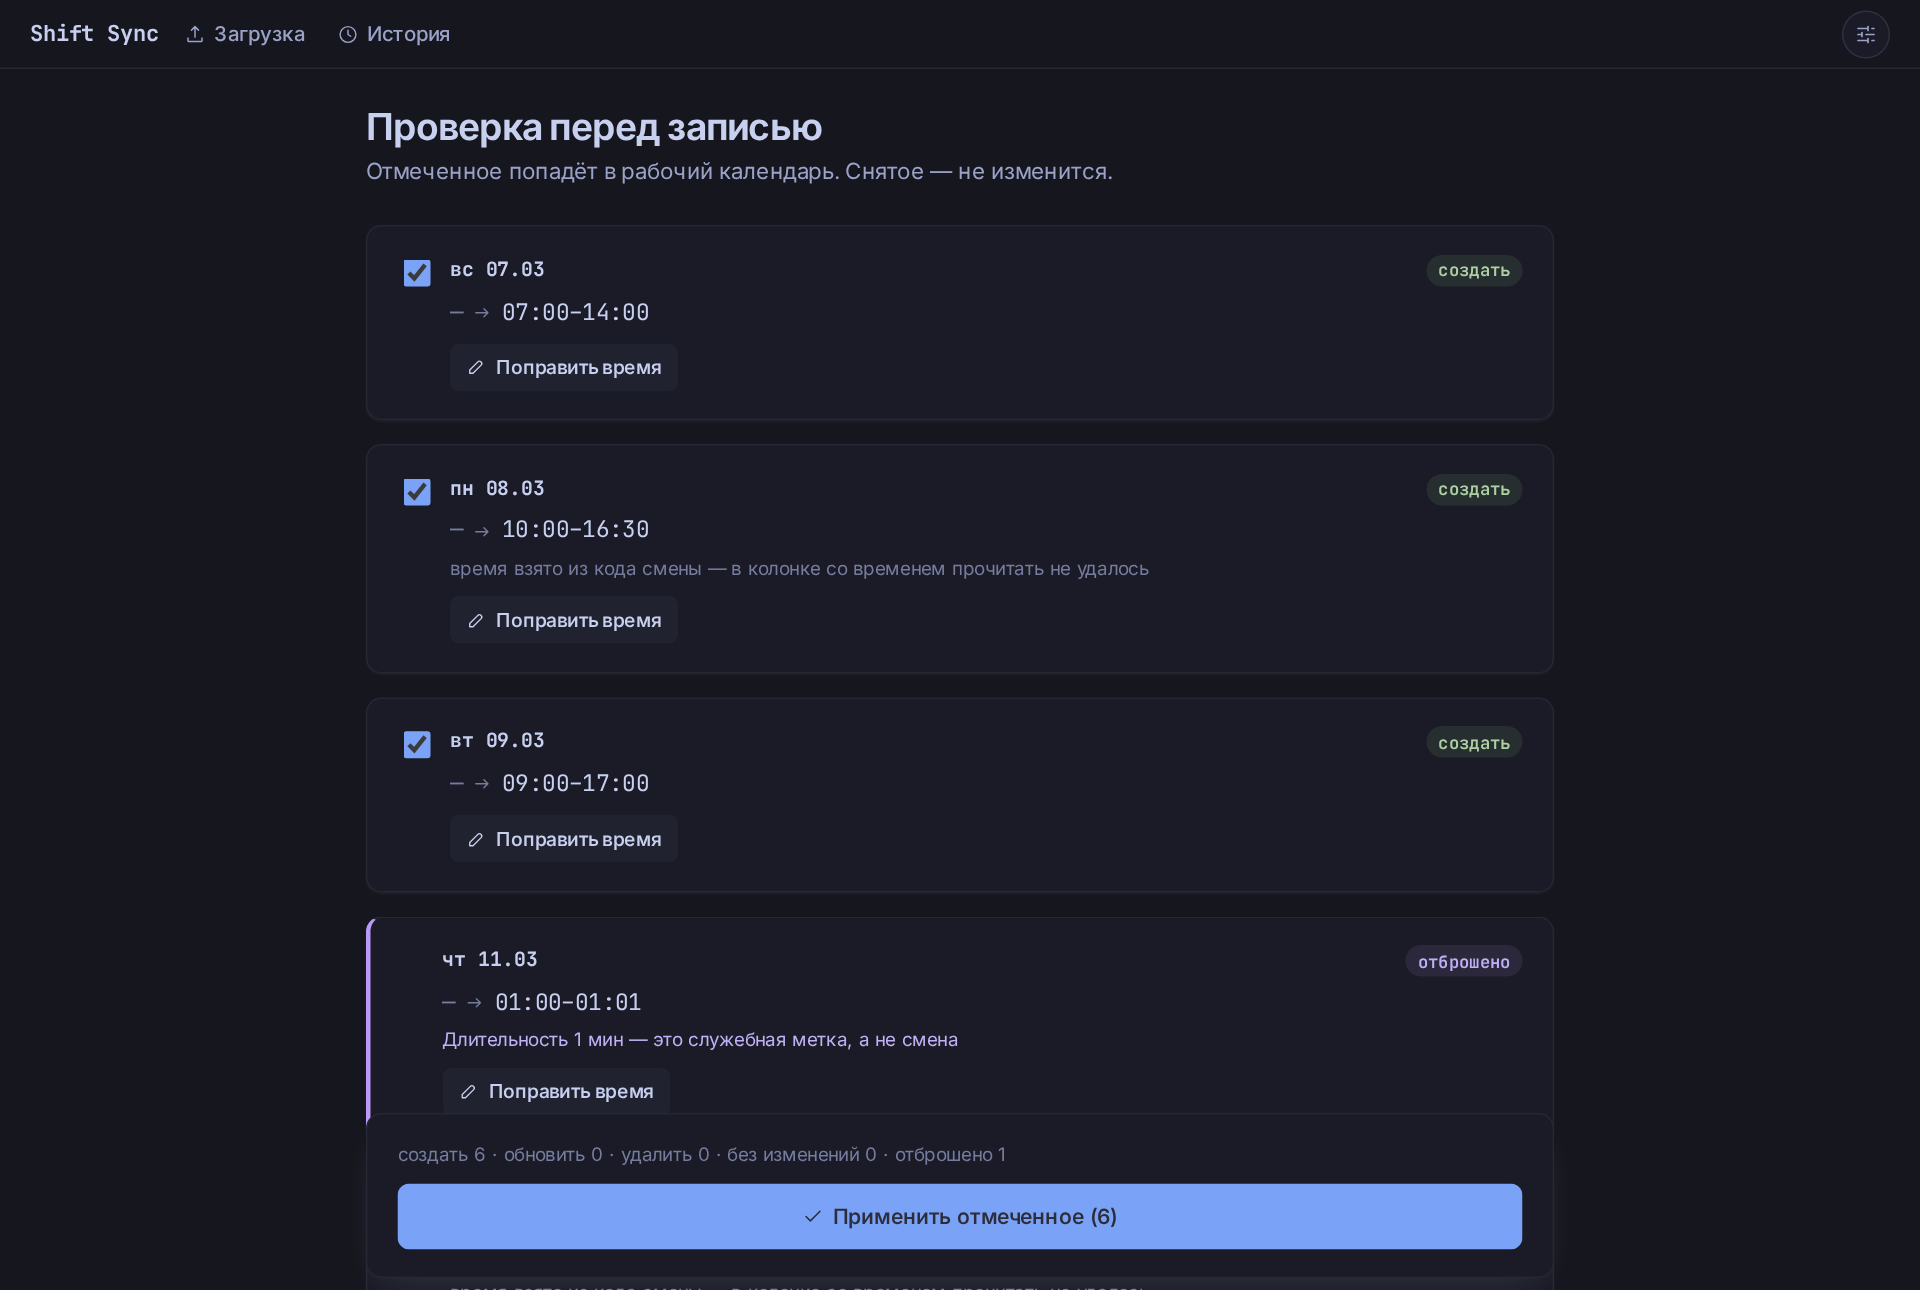 Shift Sync Загрузка История
Проверка перед записью
Отмеченное попадёт в рабочий календарь. Снятое — не изменится.
вс 07.03 создать
— → 07:00–14:00
Поправить время
пн 08.03 создать
— → 10:00–16:30
время взято из кода смены — в колонке со временем прочитать не удалось
Поправить время
вт 09.03 создать
— → 09:00–17:00
Поправить время
чт 11.03 отброшено
— → 01:00–01:01
Длительность 1 мин — это служебная метка, а не смена
Поправить время
создать 6 · обновить 0 · удалить 0 · без изменений 0 · отброшено 1
Применить отмеченное (6)